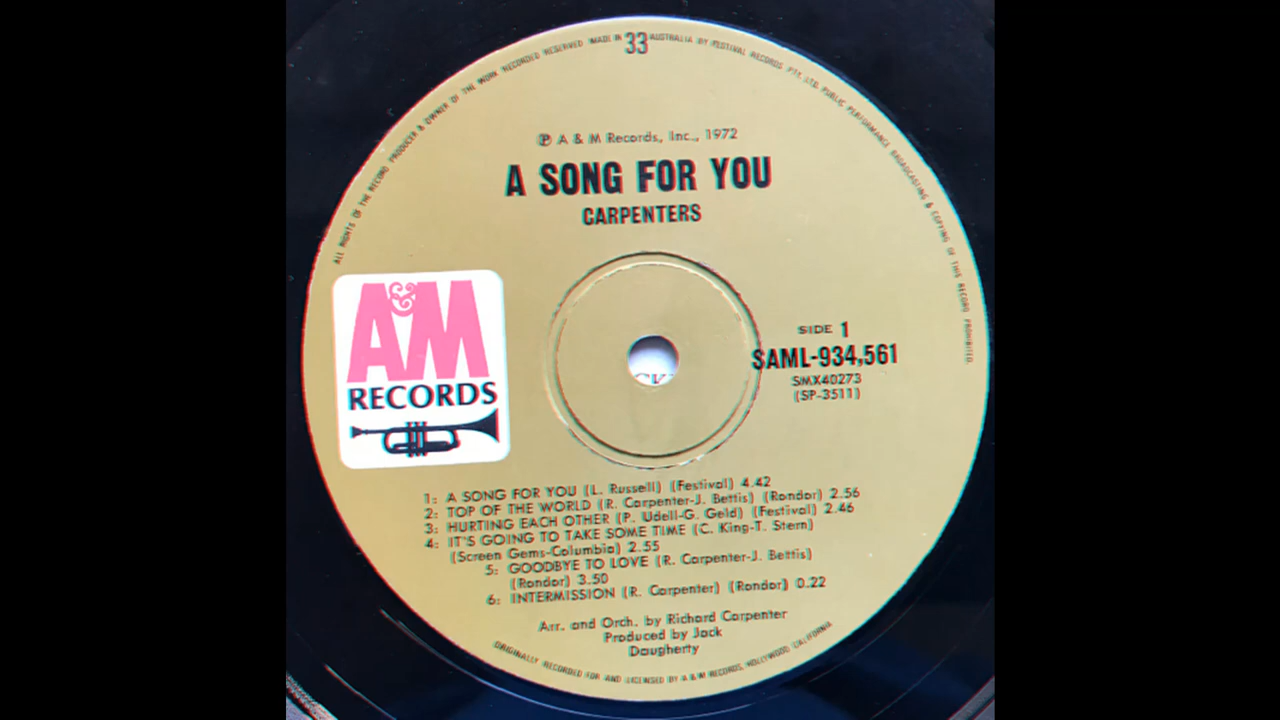 ALL RIGHTS OF THE RECORD PRODUCER & OWNER OF THE WORK RECORDED RESERVED MADE IN 33 AUSTRALIA BY FESTIVAL RECORDS PTY. LTD. PUBLIC PERFORMANCE BROADCASTING & COPYING OF THIS RECORD PROHIBITED.
℗ A & M Records, Inc., 1972
A SONG FOR YOU
CARPENTERS
A&M
RECORDS
SIDE 1
SAML-934,561
SMX40273
(SP-3511)
1: A SONG FOR YOU (L. Russell) (Festival) 4.42
2: TOP OF THE WORLD (R. Carpenter-J. Bettis) (Rondor) 2.56
3: HURTING EACH OTHER (P. Udell-G. Geld) (Festival) 2.46
4: IT'S GOING TO TAKE SOME TIME (C. King-T. Stern)
(Screen Gems-Columbia) 2.55
5: GOODBYE TO LOVE (R. Carpenter-J. Bettis)
(Rondor) 3.50
6: INTERMISSION (R. Carpenter) (Rondor) 0.22
Arr. and Orch. by Richard Carpenter
Produced by Jack
Daugherty
ORIGINALLY RECORDED FOR AND LICENSED BY A & M RECORDS, HOLLYWOOD CALIFORNIA